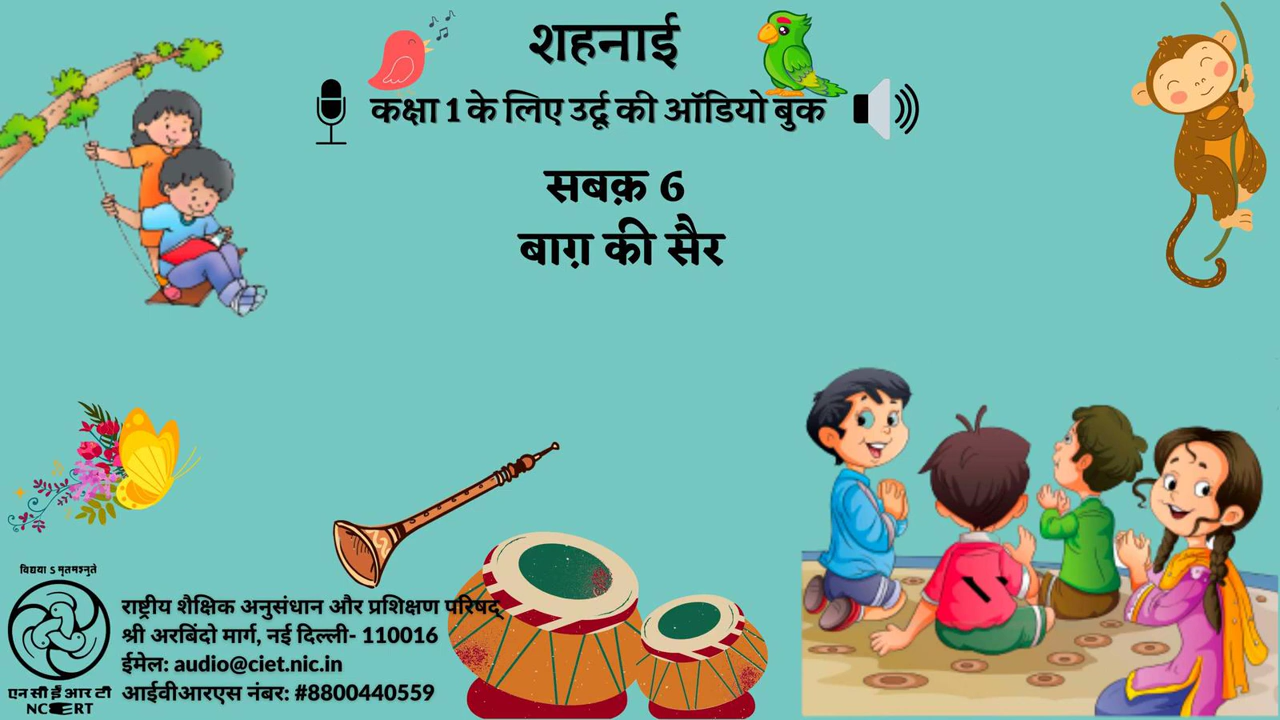 शहनाई
कक्षा 1 के लिए उर्दू की ऑडियो बुक
सबक़ 6
बाग़ की सैर
विद्यया ऽ मृतमश्नुते
राष्ट्रीय शैक्षिक अनुसंधान और प्रशिक्षण परिषद्
श्री अरबिंदो मार्ग, नई दिल्ली- 110016
ईमेल: audio@ciet.nic.in
आईवीआरएस नंबर: #8800440559
एन सी ई आर टी
NCERT